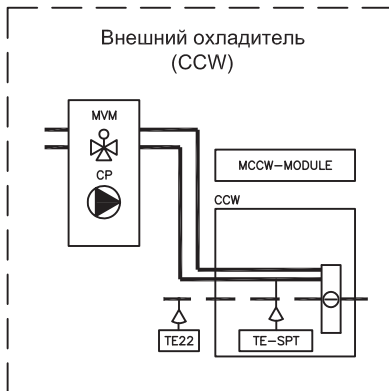 Внешний охладитель
(CCW)
MVM
CP
MCCW-MODULE
CCW
TE22
TE-SPT